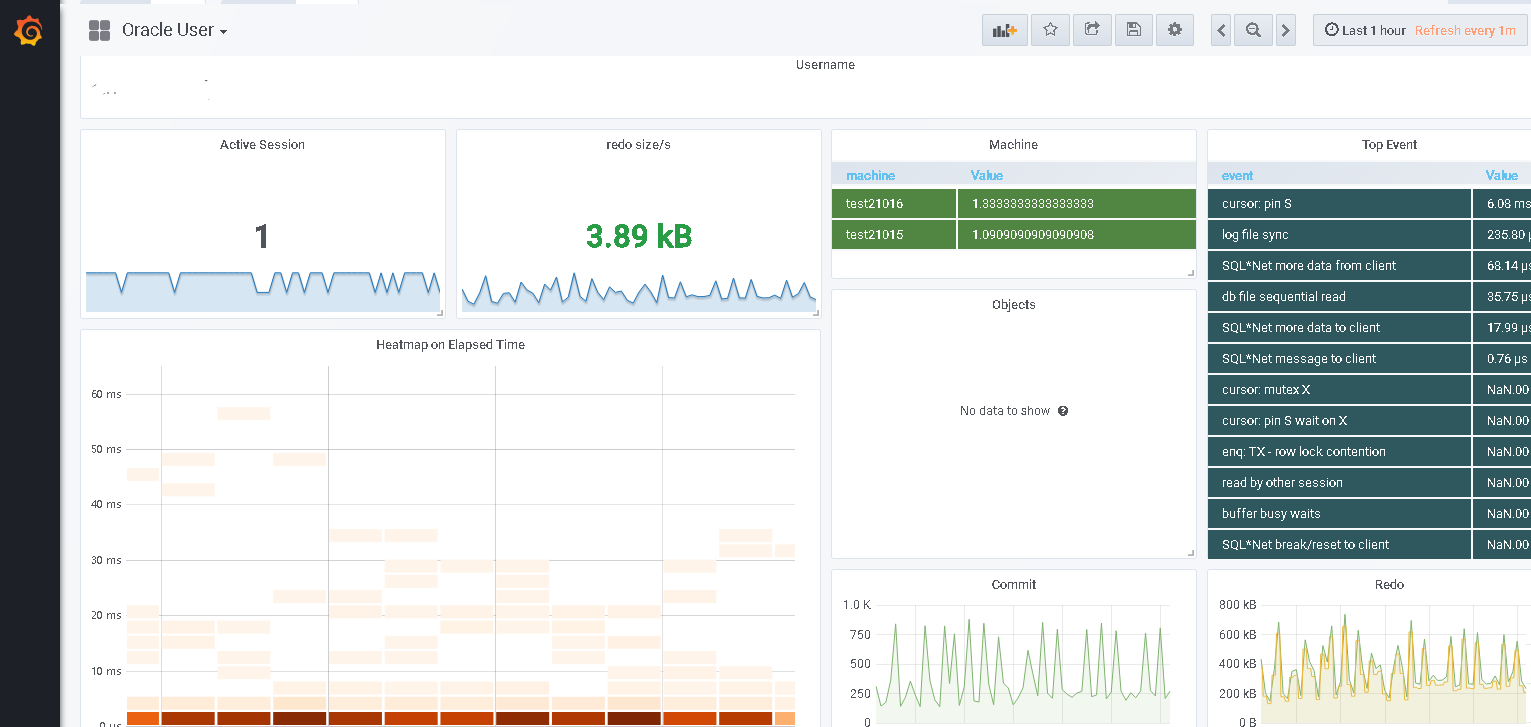 Oracle User
Last 1 hour Refresh every 1m
Username
Active Session
1
redo size/s
3.89 kB
Machine
machine Value
test21016 1.3333333333333333
test21015 1.0909090909090908
Top Event
event Value
cursor: pin S 6.08 ms
log file sync 235.80
SQL*Net more data from client 68.14 µs
db file sequential read 35.75 µs
SQL*Net more data to client 17.99 µs
SQL*Net message to client 0.76 µs
cursor: mutex X NaN.00
cursor: pin S wait on X NaN.00
enq: TX - row lock contention NaN.00
read by other session NaN.00
buffer busy waits NaN.00
SQL*Net break/reset to client NaN.00
Objects
No data to show
Heatmap on Elapsed Time
60 ms
50 ms
40 ms
30 ms
20 ms
10 ms
0 µs
Commit
1.0 K
750
500
250
0
Redo
800 kB
600 kB
400 kB
200 kB
0 B